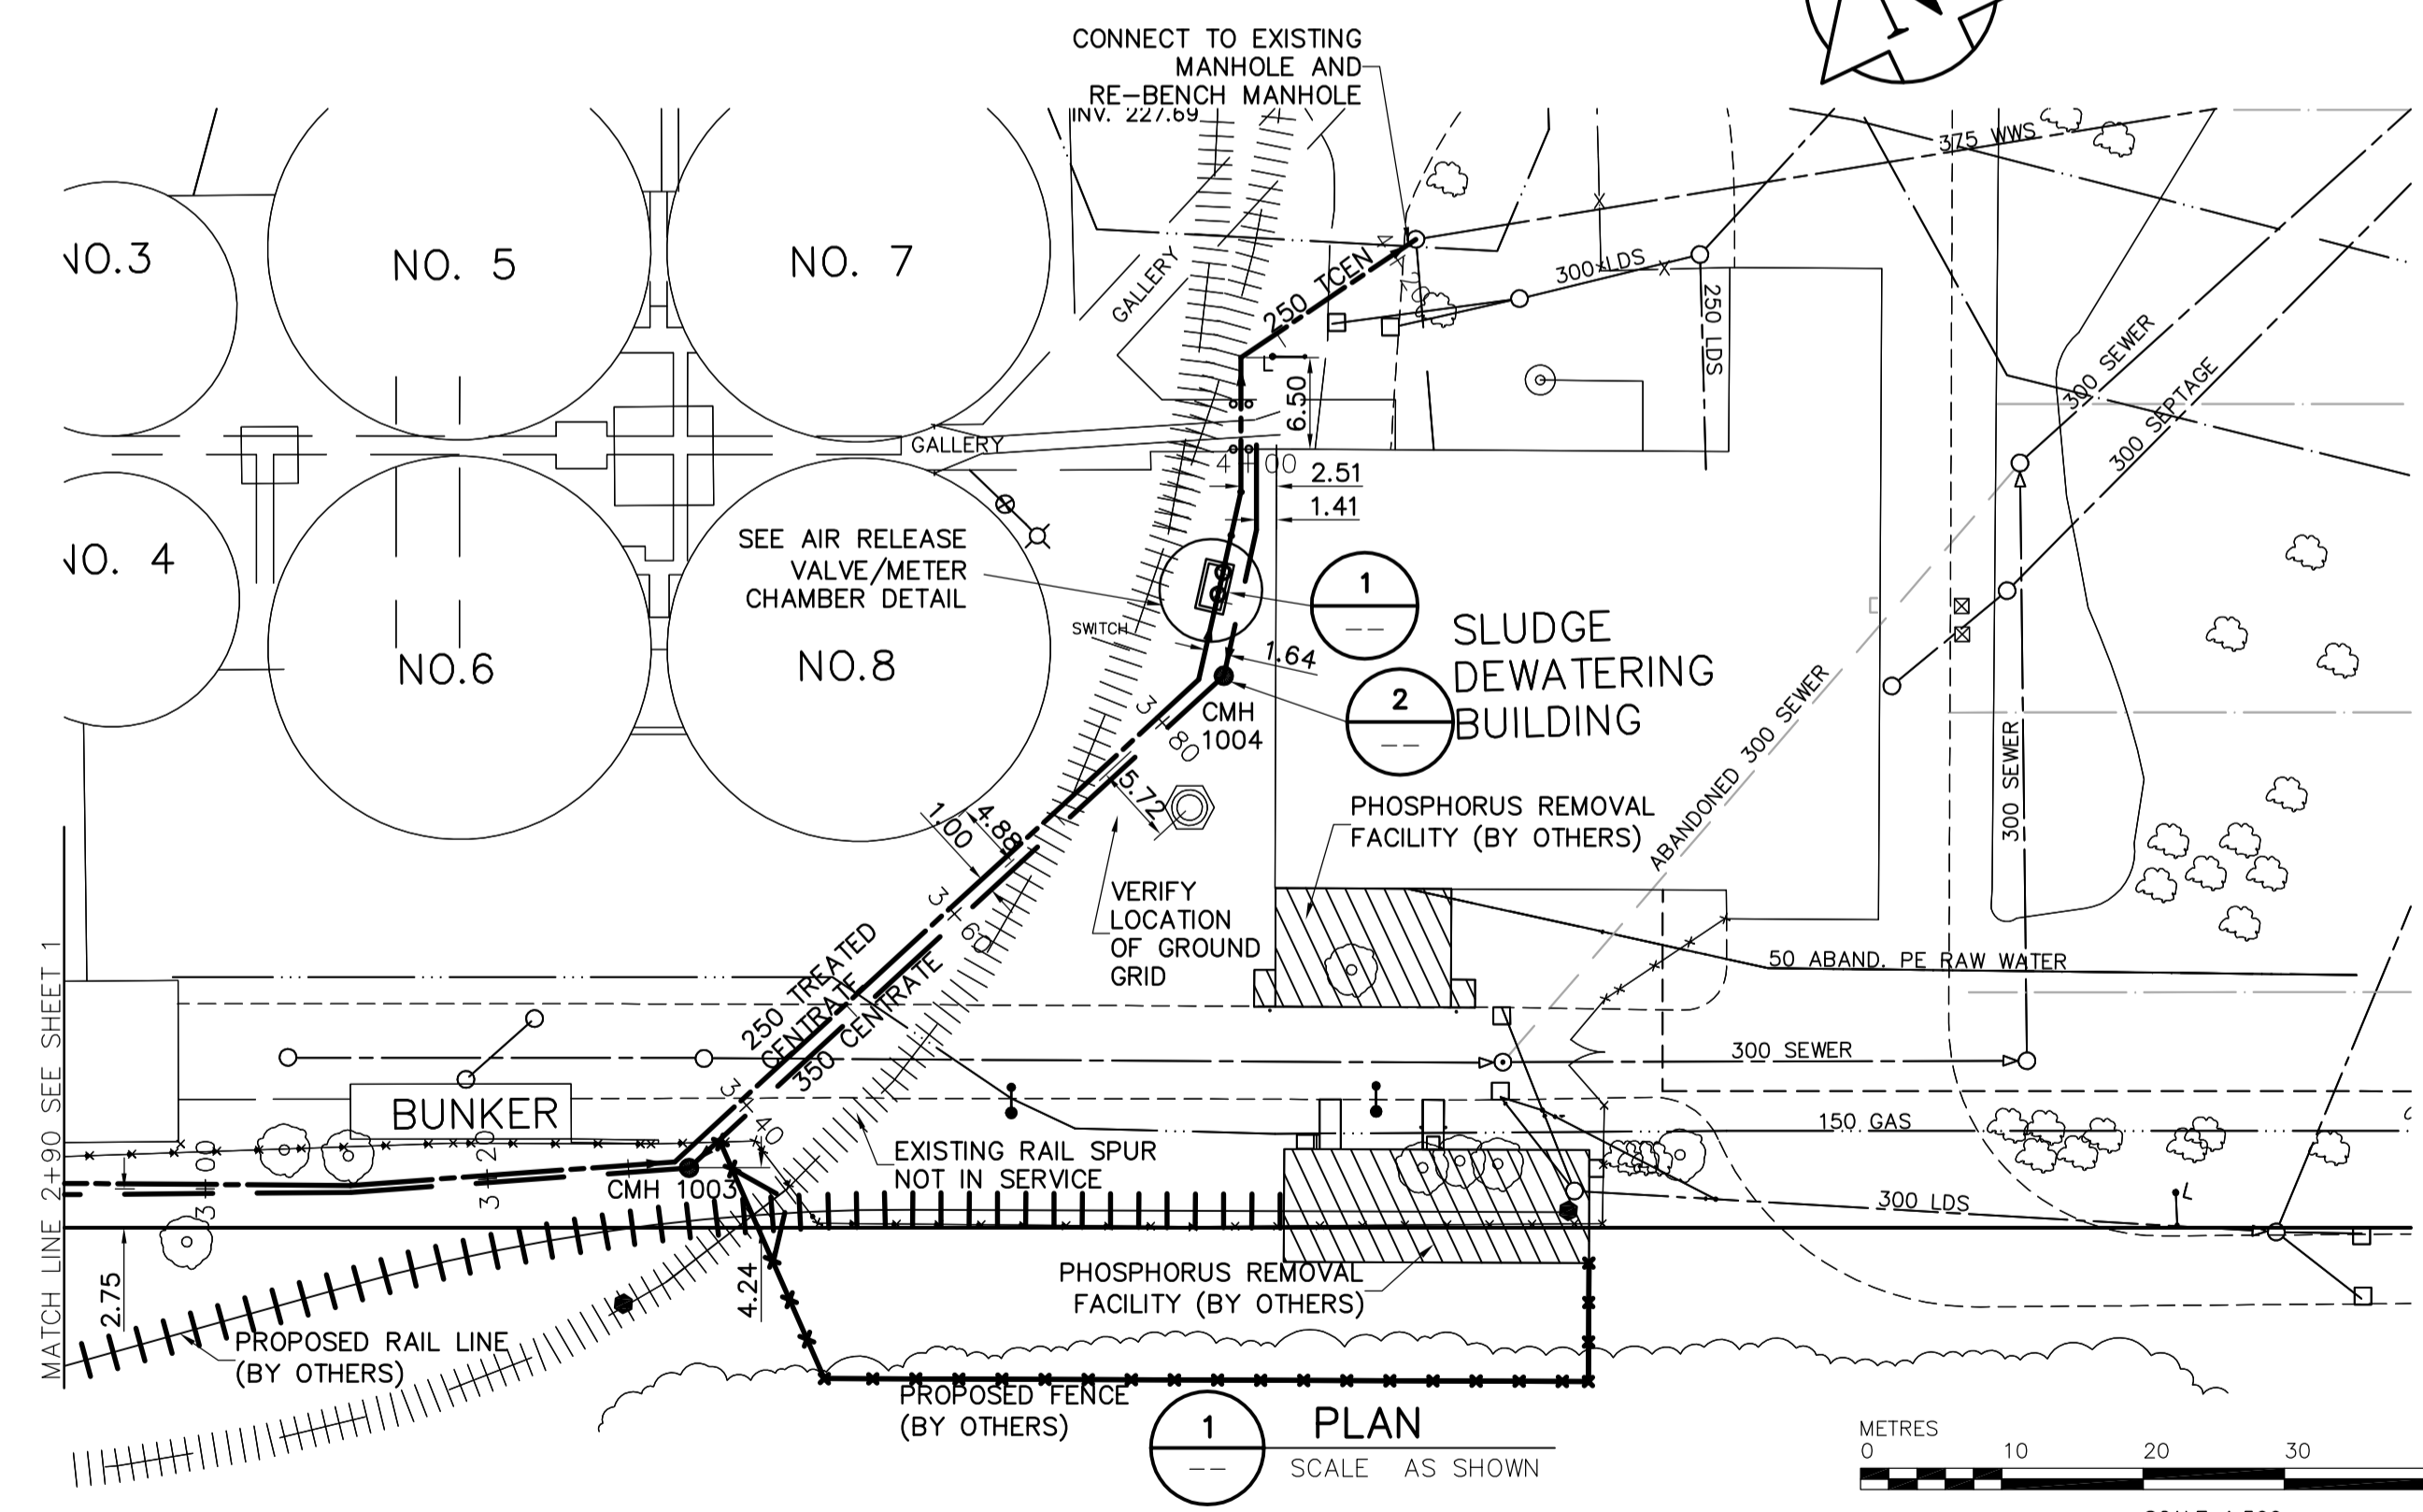 CONNECT TO EXISTING
MANHOLE AND
RE-BENCH MANHOLE
INV. 227.69
N
375 WWS
NO.3
NO. 5
NO. 7
GALLERY
250 TCEN
300 LDS
250 LDS
300 SEWER
300 SEPTAGE
L
6.50
GALLERY
4+00
2.51
1.41
SEE AIR RELEASE
VALVE/METER
CHAMBER DETAIL
NO. 4
NO.6
NO.8
SWITCH
1
--
1.64
2
--
SLUDGE
DEWATERING
BUILDING
CMH
1004
3+80
5.72
ABANDONED 300 SEWER
300 SEWER
PHOSPHORUS REMOVAL
FACILITY (BY OTHERS)
4.88
1.00
VERIFY
LOCATION
OF GROUND
GRID
3+60
50 ABAND. PE RAW WATER
250 TREATED
CENTRATE
350 CENTRATE
300 SEWER
MATCH LINE 2+90 SEE SHEET 1
BUNKER
3+40
150 GAS
EXISTING RAIL SPUR
NOT IN SERVICE
3+00
3+20
CMH 1003
L
300 LDS
2.75
4.24
PHOSPHORUS REMOVAL
FACILITY (BY OTHERS)
PROPOSED RAIL LINE
(BY OTHERS)
PROPOSED FENCE
(BY OTHERS)
1
--
PLAN
SCALE AS SHOWN
METRES
0 10 20 30